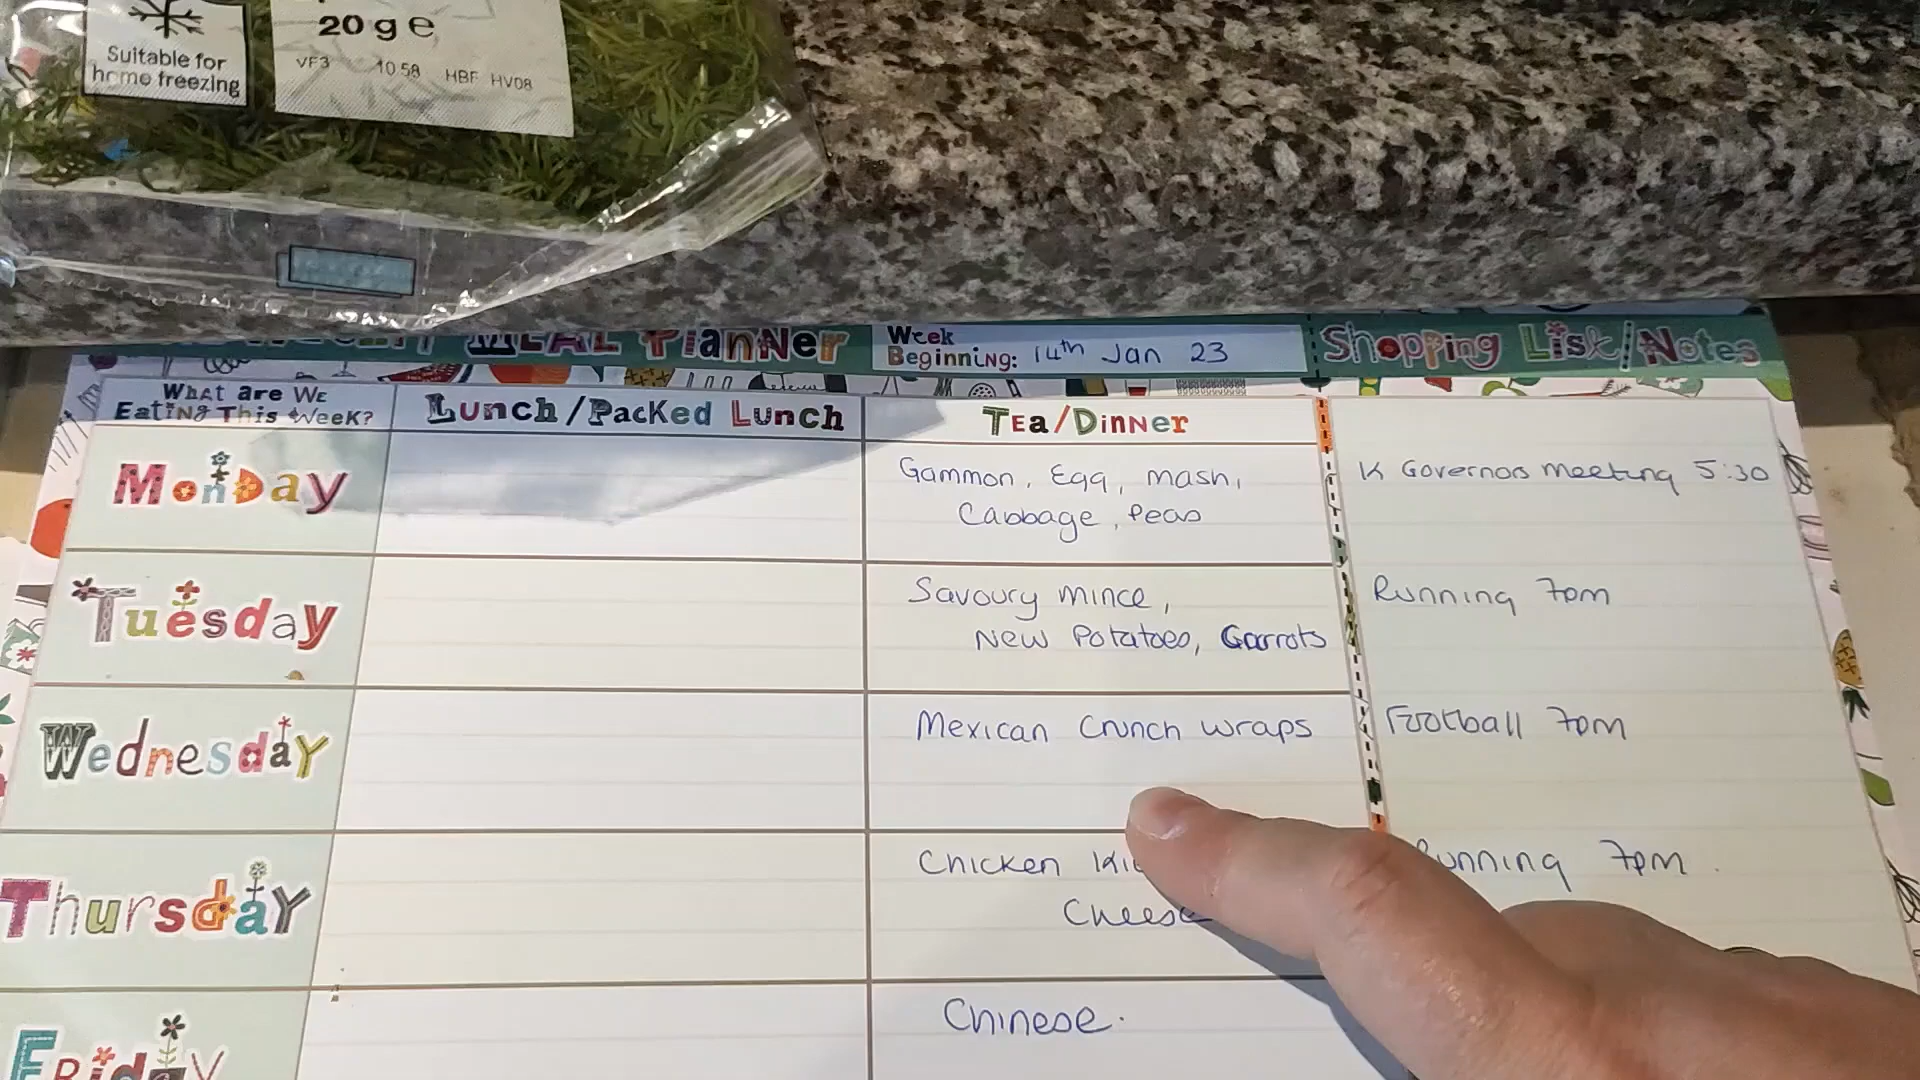 20 g e
Suitable for
home freezing
VF3 10 58 HBF HV08
MEAL PlanNer
Week
Beginning: 14th Jan 23
Shopping List/Notes
What are We
Eating This Week?
Lunch/Packed Lunch
Tea/Dinner
Monday
Gammon, Egg, mash,
Cabbage, Peas
K Governors meeting 5:30
Tuesday
Savoury mince,
New Potatoes, Carrots
Running 7pm
Wednesday
Mexican Crunch wraps
Football 7pm
Thursday
Chicken
Cheese
Running 7pm.
Friday
Chinese.